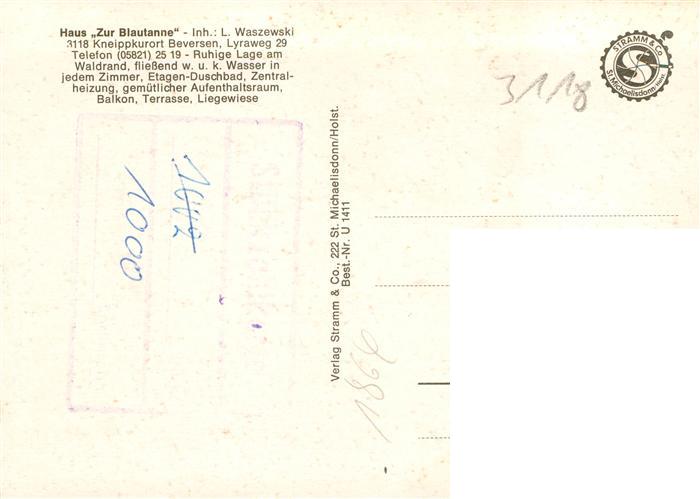 Haus „Zur Blautanne" - Inh.: L. Waszewski
3118 Kneippkurort Beversen, Lyraweg 29
Telefon (05821) 25 19 - Ruhige Lage am
Waldrand, fließend w. u. k. Wasser in
jedem Zimmer, Etagen-Duschbad, Zentral-
heizung, gemütlicher Aufenthaltsraum,
Balkon, Terrasse, Liegewiese
3118
STRAMM & Co
St. Michaelisdonn
1000
Verlag Stramm & Co., 222 St. Michaelisdonn/Holst.
Best.-Nr. U 1411
1864